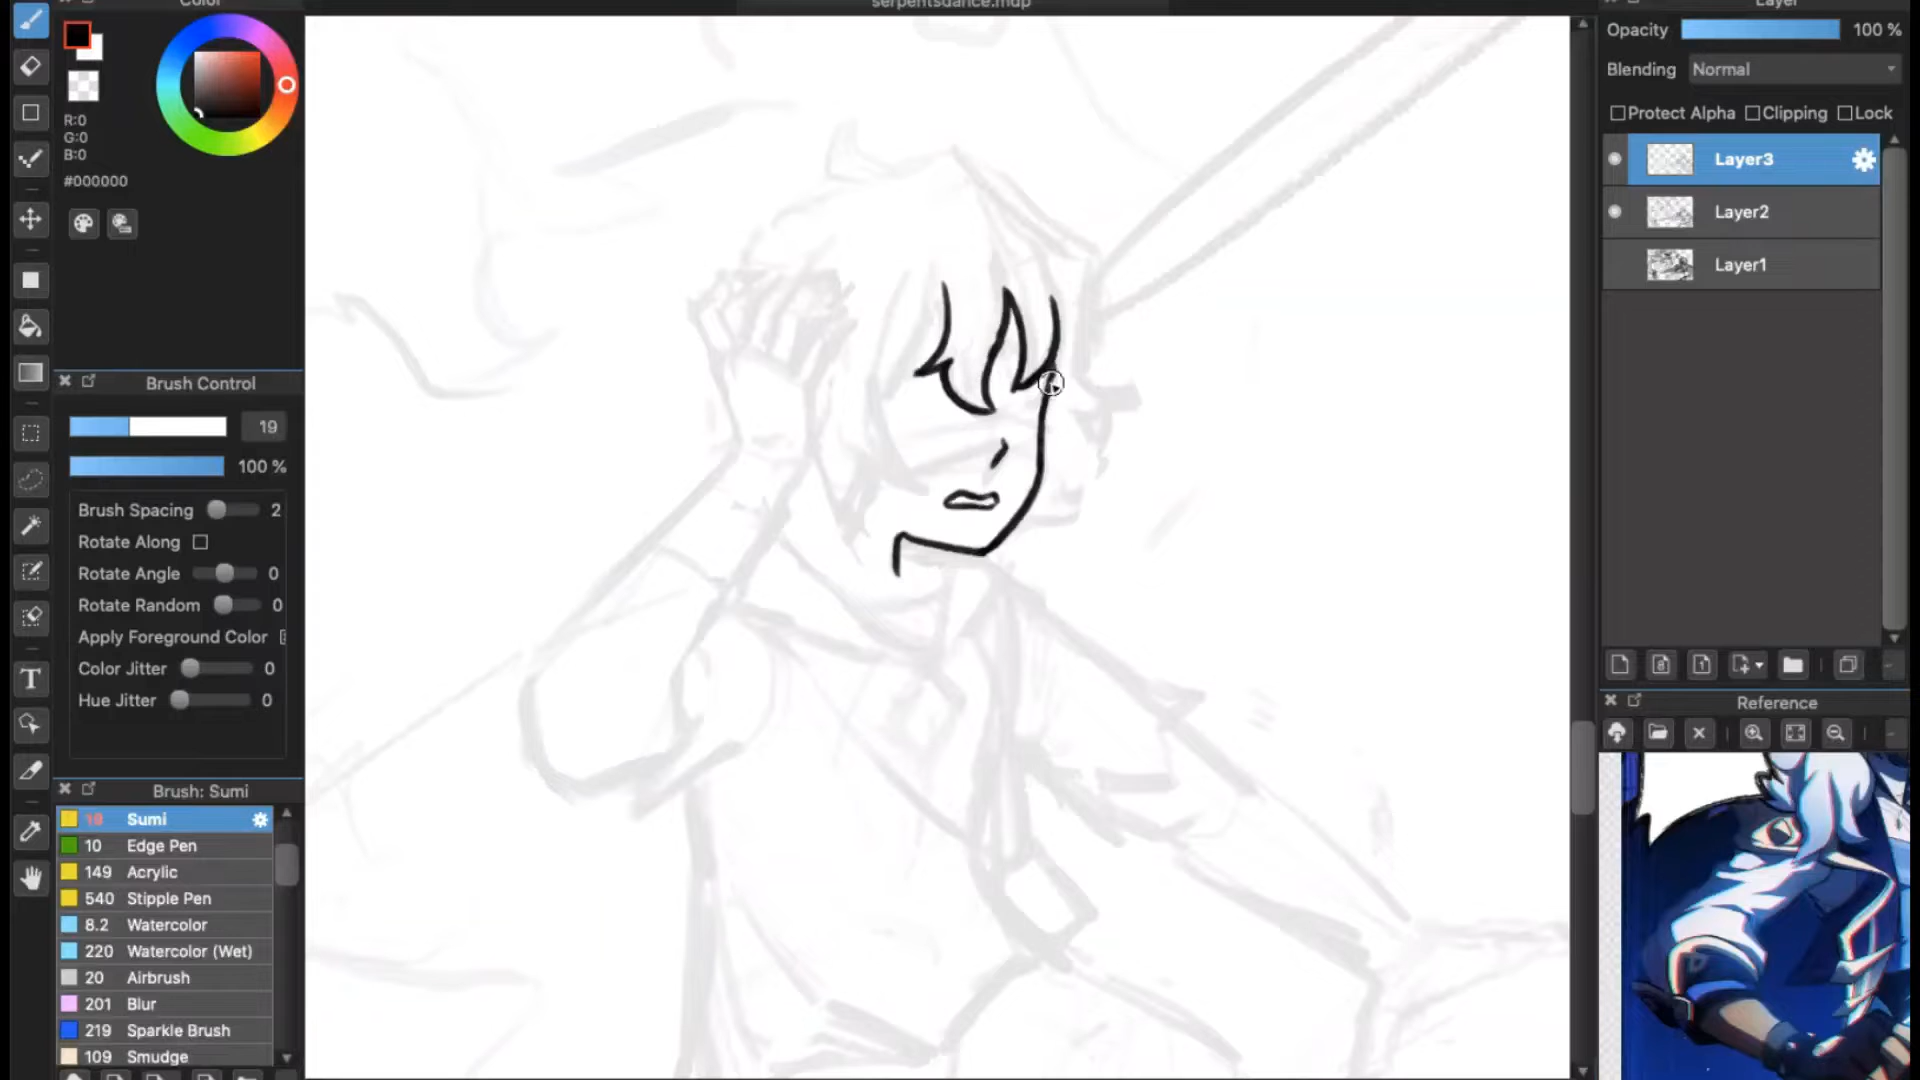 Color
serpentsdance.mdp
Layer
R:0
G:0
B:0
#000000
Brush Control
19
100 %
Brush Spacing 2
Rotate Along
Rotate Angle 0
Rotate Random 0
Apply Foreground Color
Color Jitter 0
Hue Jitter 0
Brush: Sumi
Sumi
10 Edge Pen
149 Acrylic
540 Stipple Pen
8.2 Watercolor
220 Watercolor (Wet)
20 Airbrush
201 Blur
219 Sparkle Brush
109 Smudge
Opacity 100 %
Blending Normal
Protect Alpha Clipping Lock
Layer3
Layer2
Layer1
Reference